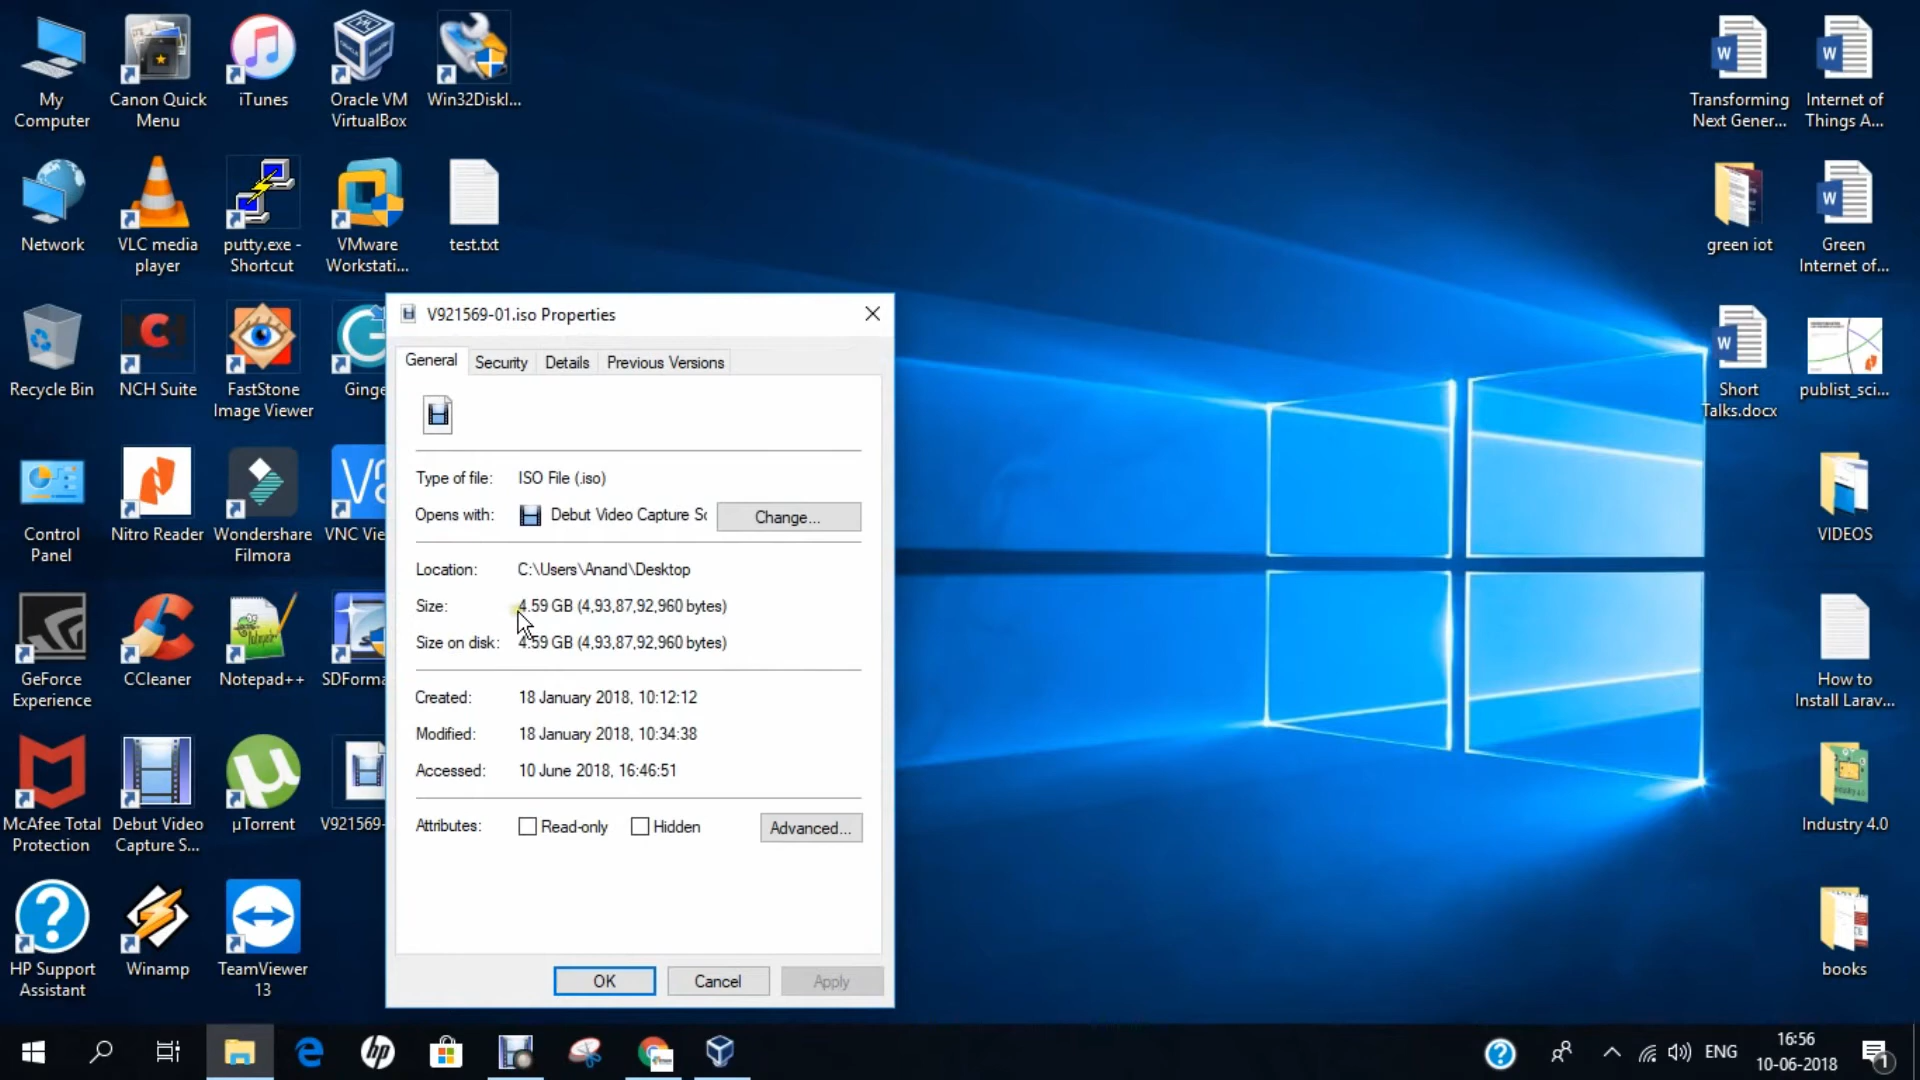 My
Computer
Canon Quick
Menu
iTunes
Oracle VM
VirtualBox
Win32DiskI...
Transforming
Next Gener...
Internet of
Things A...
Network
VLC media
player
putty.exe -
Shortcut
VMware
Workstati...
test.txt
green iot
Green
Internet of...
V921569-01.iso Properties
General
Security
Details
Previous Versions
Recycle Bin
NCH Suite
FastStone
Image Viewer
Ginge
Short
Talks.docx
publist_sci...
Type of file:
ISO File (.iso)
Opens with:
Debut Video Capture So
Change...
Control
Panel
Nitro Reader
Wondershare
Filmora
VNC Vie
VIDEOS
Location:
C:\Users\Anand\Desktop
Size:
4.59 GB (4,93,87,92,960 bytes)
Size on disk:
4.59 GB (4,93,87,92,960 bytes)
GeForce
Experience
CCleaner
Notepad++
SDForma
How to
Install Larav...
Created:
18 January 2018, 10:12:12
Modified:
18 January 2018, 10:34:38
Accessed:
10 June 2018, 16:46:51
McAfee Total
Protection
Debut Video
Capture S...
µTorrent
V921569-
Industry 4.0
Attributes:
Read-only
Hidden
Advanced...
HP Support
Assistant
Winamp
TeamViewer
13
books
OK
Cancel
Apply
ENG
16:56
10-06-2018
1